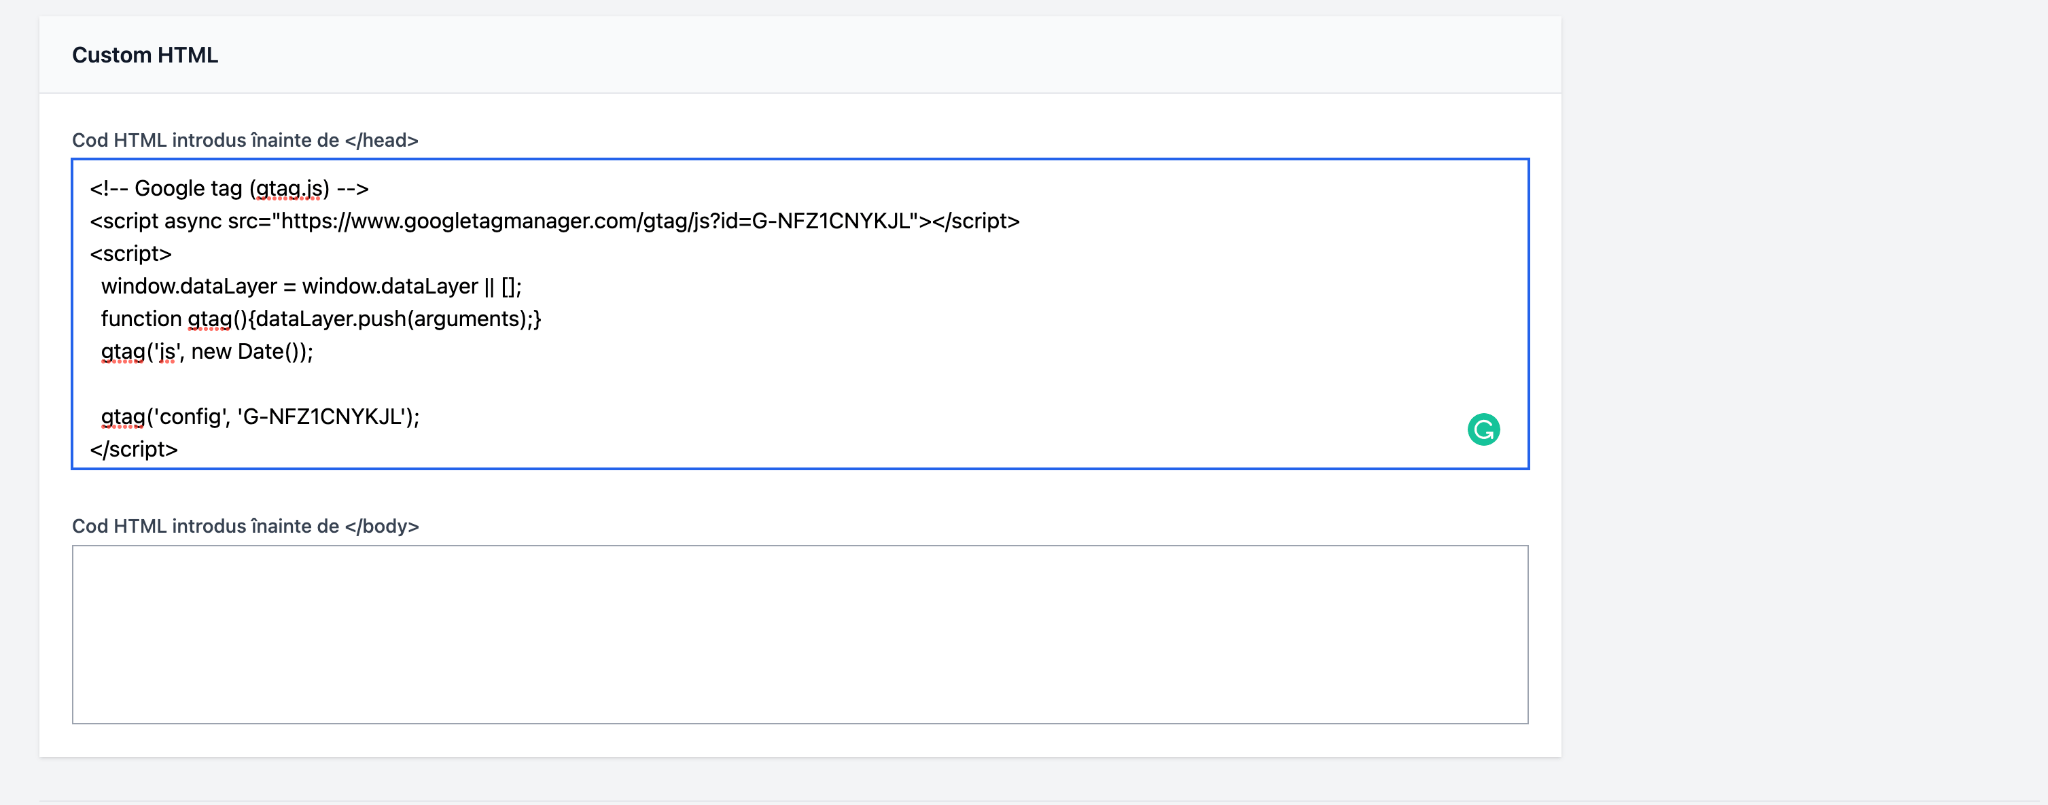 Custom HTML
Cod HTML introdus înainte de </head>
<!-- Google tag (gtag.js) -->
<script async src="https://www.googletagmanager.com/gtag/js?id=G-NFZ1CNYKJL"></script>
<script>
  window.dataLayer = window.dataLayer || [];
  function gtag(){dataLayer.push(arguments);}
  gtag('js', new Date());

  gtag('config', 'G-NFZ1CNYKJL');
</script>
Cod HTML introdus înainte de </body>